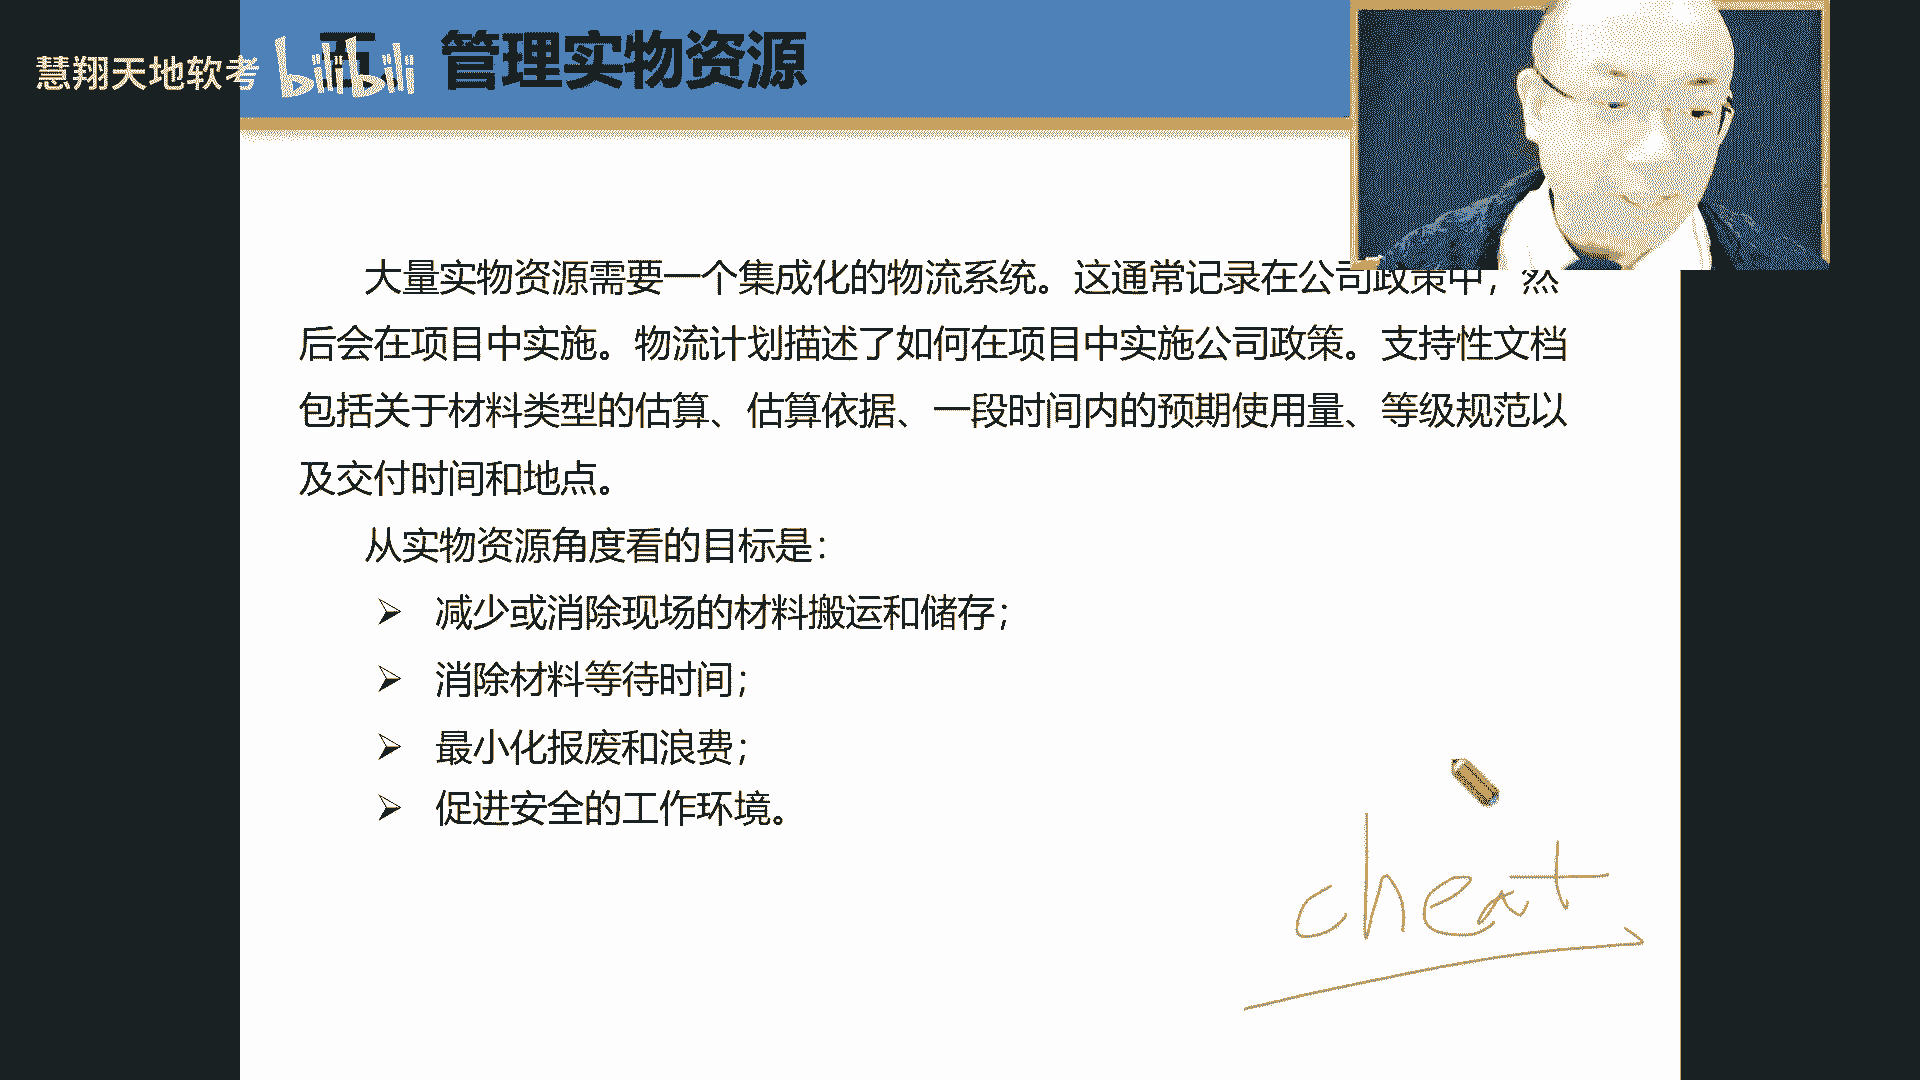 慧翔天地软考 bilibili
五、管理实物资源
大量实物资源需要一个集成化的物流系统。这通常记录在公司政策中，然
后会在项目中实施。物流计划描述了如何在项目中实施公司政策。支持性文档
包括关于材料类型的估算、估算依据、一段时间内的预期使用量、等级规范以
及交付时间和地点。
从实物资源角度看的目标是：
➢ 减少或消除现场的材料搬运和储存；
➢ 消除材料等待时间；
➢ 最小化报废和浪费；
➢ 促进安全的工作环境。
cheat